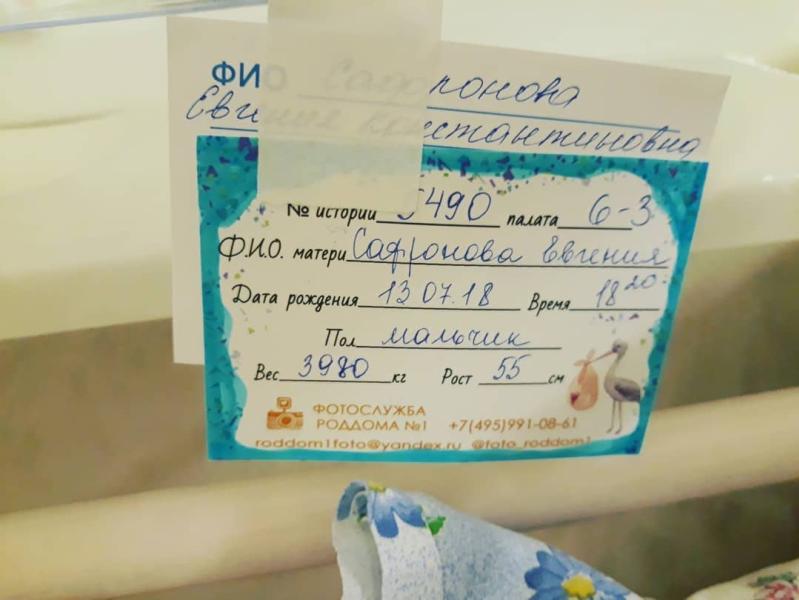 ФИО Сафронова
Евгения Константиновна
№ истории 5490 палата 6-3
Ф.И.О. матери Сафронова Евгения
Дата рождения 13 07.18 Время 18 20
Пол мальчик
Вес 3980 кг Рост 55 см
ФОТОСЛУЖБА
РОДДОМА №1 +7(495)991-08-61
roddom1foto@yandex.ru @foto_roddom1